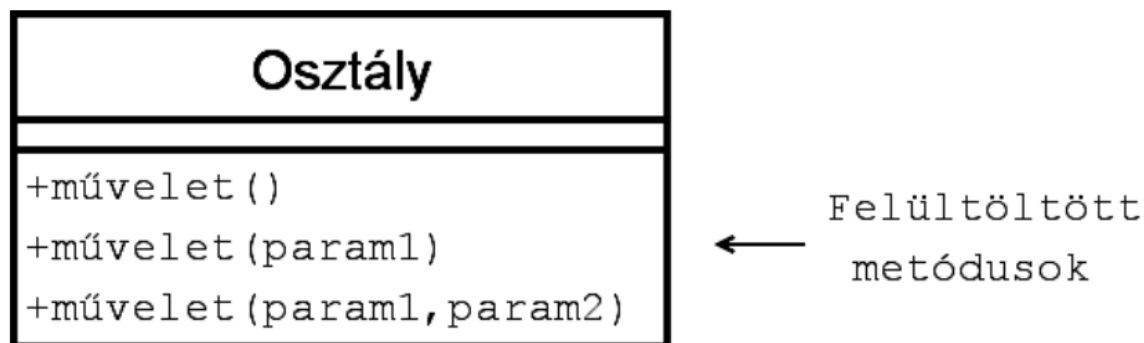 Osztály
+művelet()
+művelet(param1)
+művelet(param1,param2)
Felültöltött
metódusok